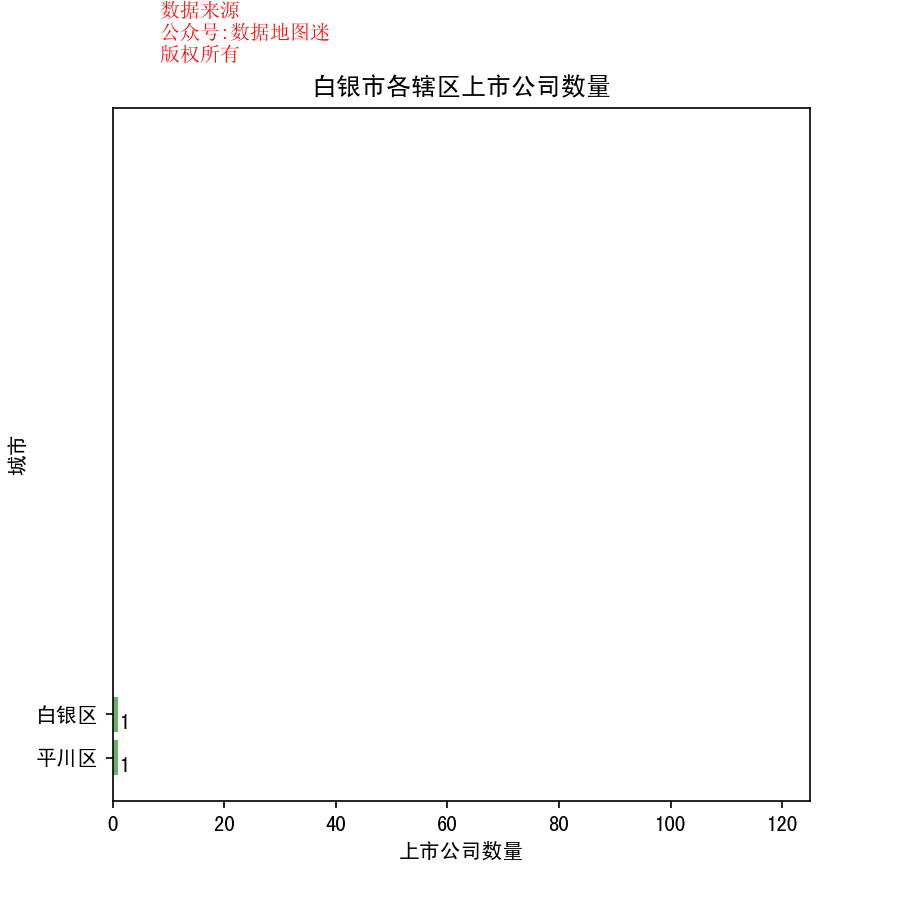 数据来源
公众号:数据地图迷
版权所有
白银市各辖区上市公司数量
城市
白银区
1
平川区
1
0 20 40 60 80 100 120
上市公司数量